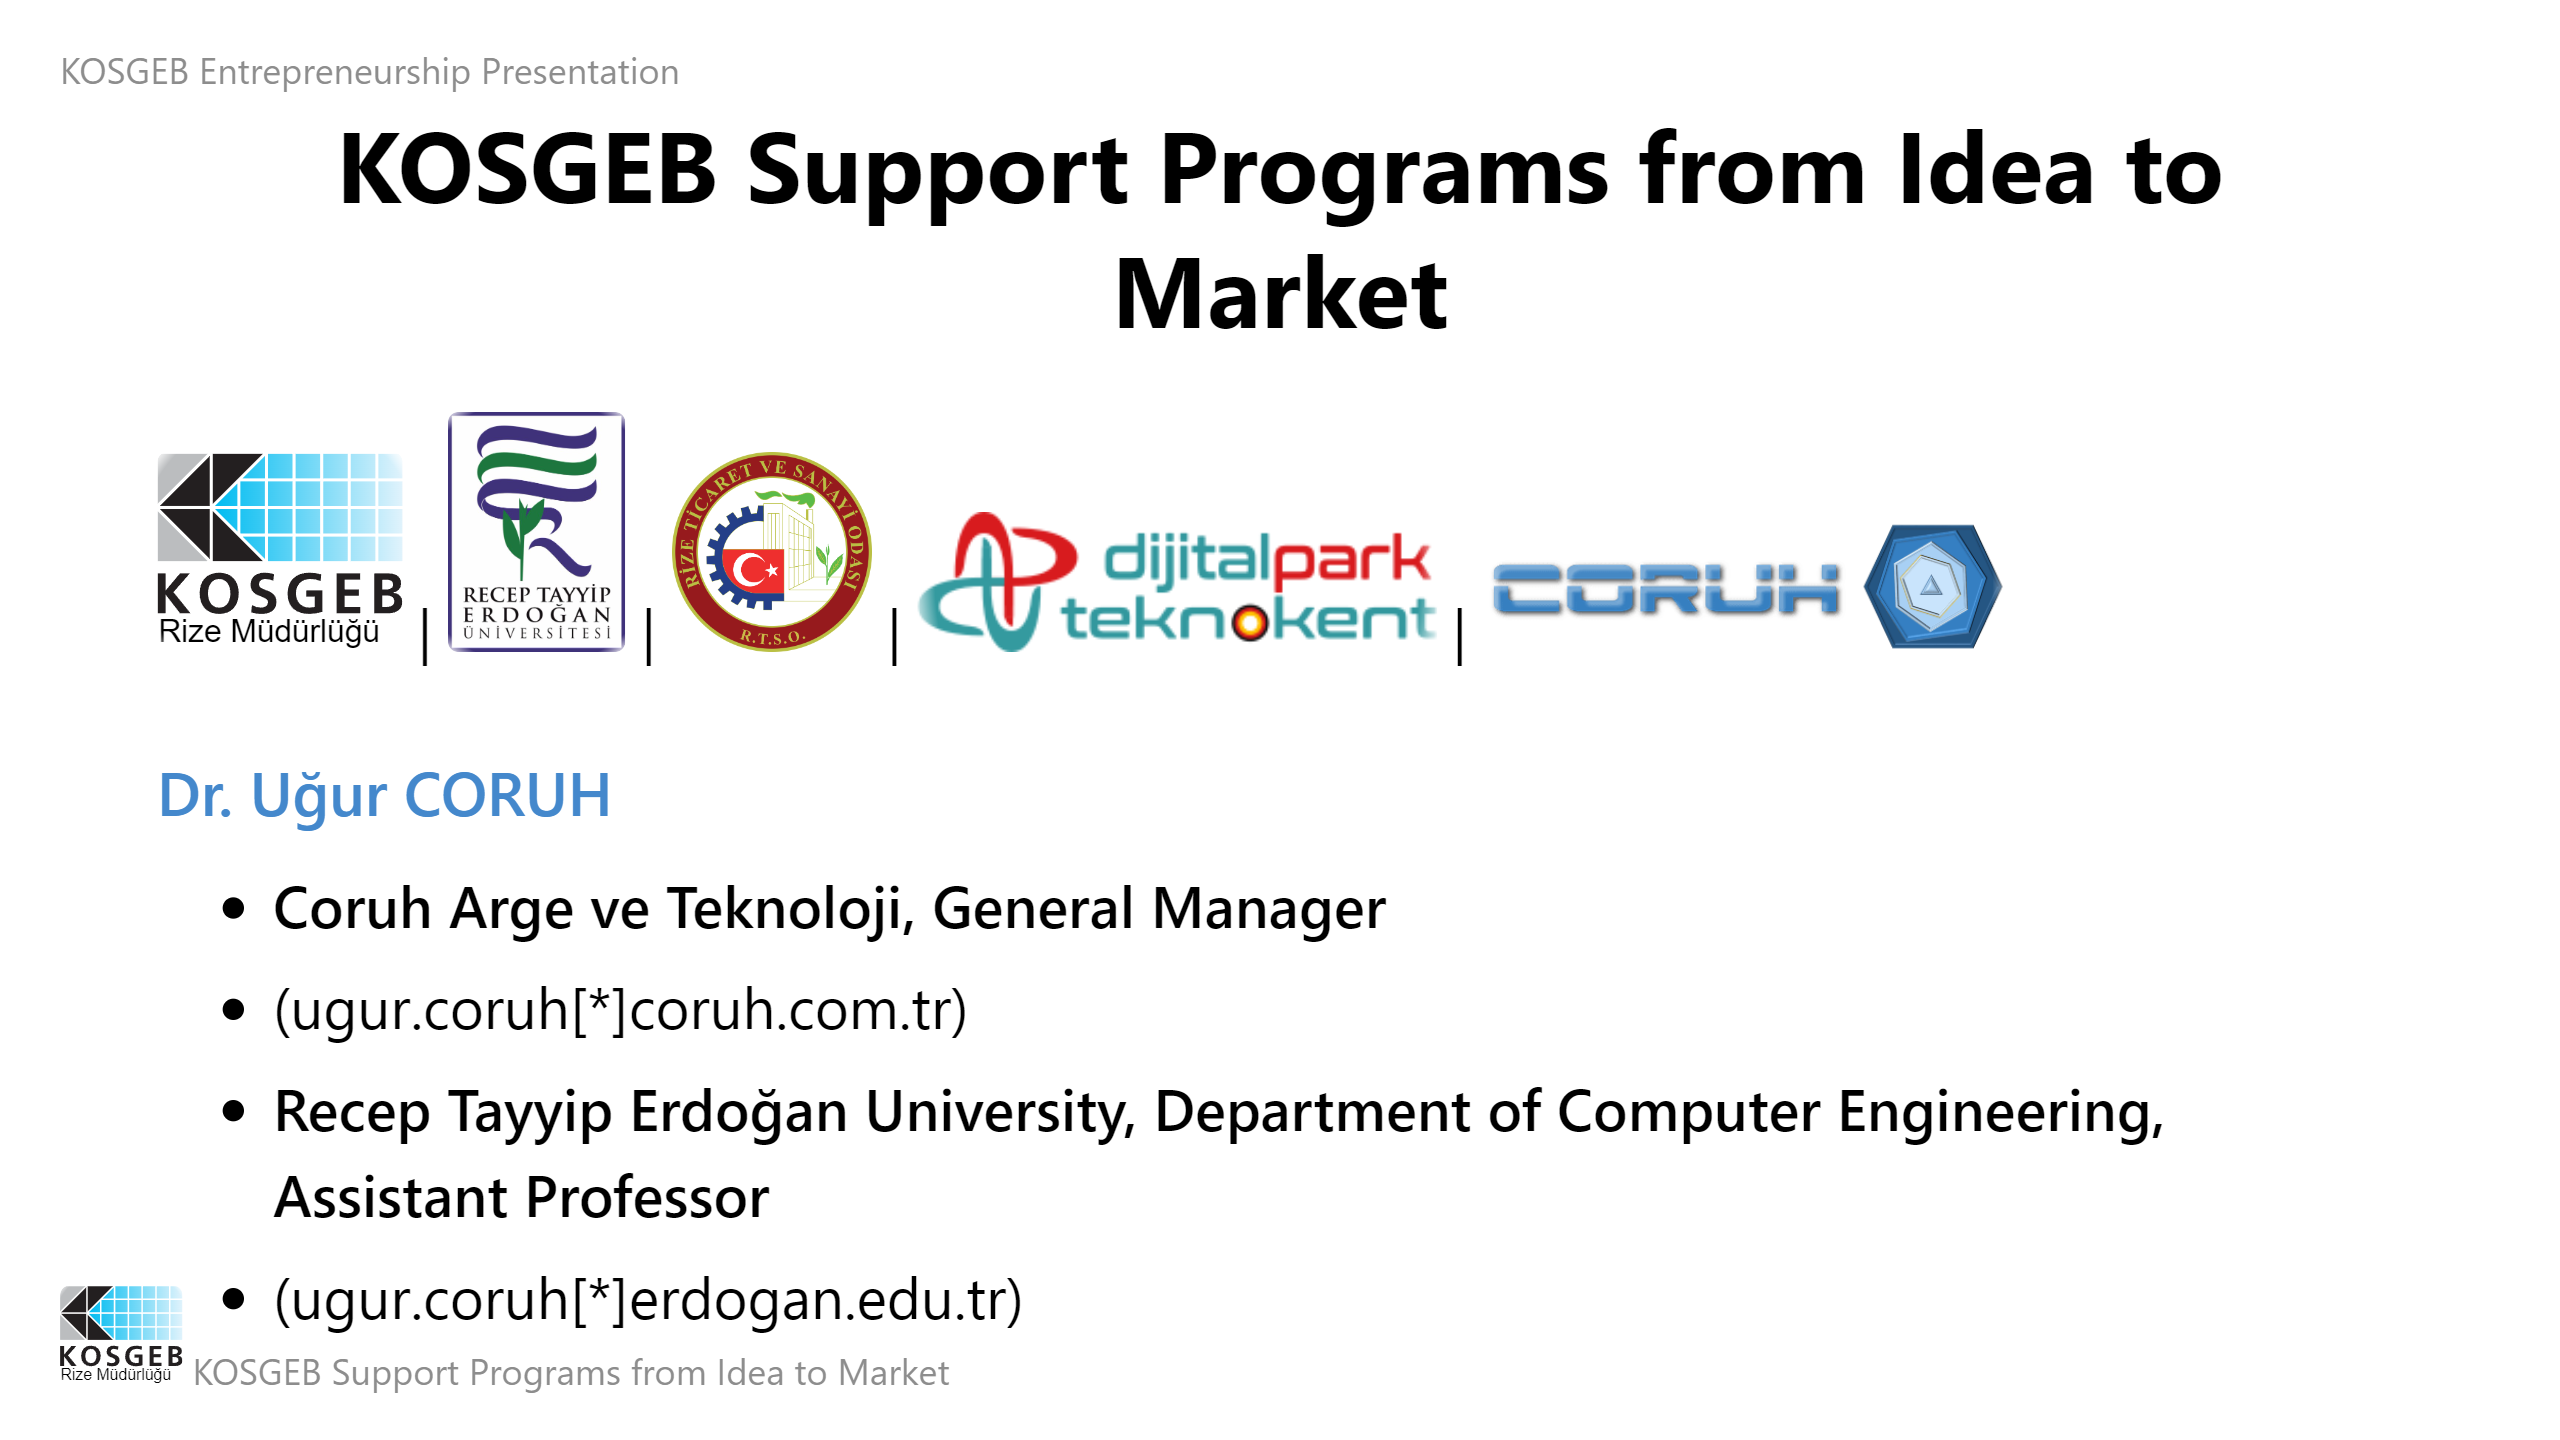 KOSGEB Entrepreneurship Presentation
KOSGEB Support Programs from Idea to
Market
KOSGEB
Rize Müdürlüğü
|
RECEP TAYYİP
ERDOĞAN
ÜNİVERSİTESİ
|
RİZE TİCARET VE SANAYİ ODASI
R.T.S.O.
|
dijitalpark
teknokent
|
CORUH
Dr. Uğur CORUH
• Coruh Arge ve Teknoloji, General Manager
• (ugur.coruh[*]coruh.com.tr)
• Recep Tayyip Erdoğan University, Department of Computer Engineering,
Assistant Professor
• (ugur.coruh[*]erdogan.edu.tr)
KOSGEB
Rize Müdürlüğü
KOSGEB Support Programs from Idea to Market